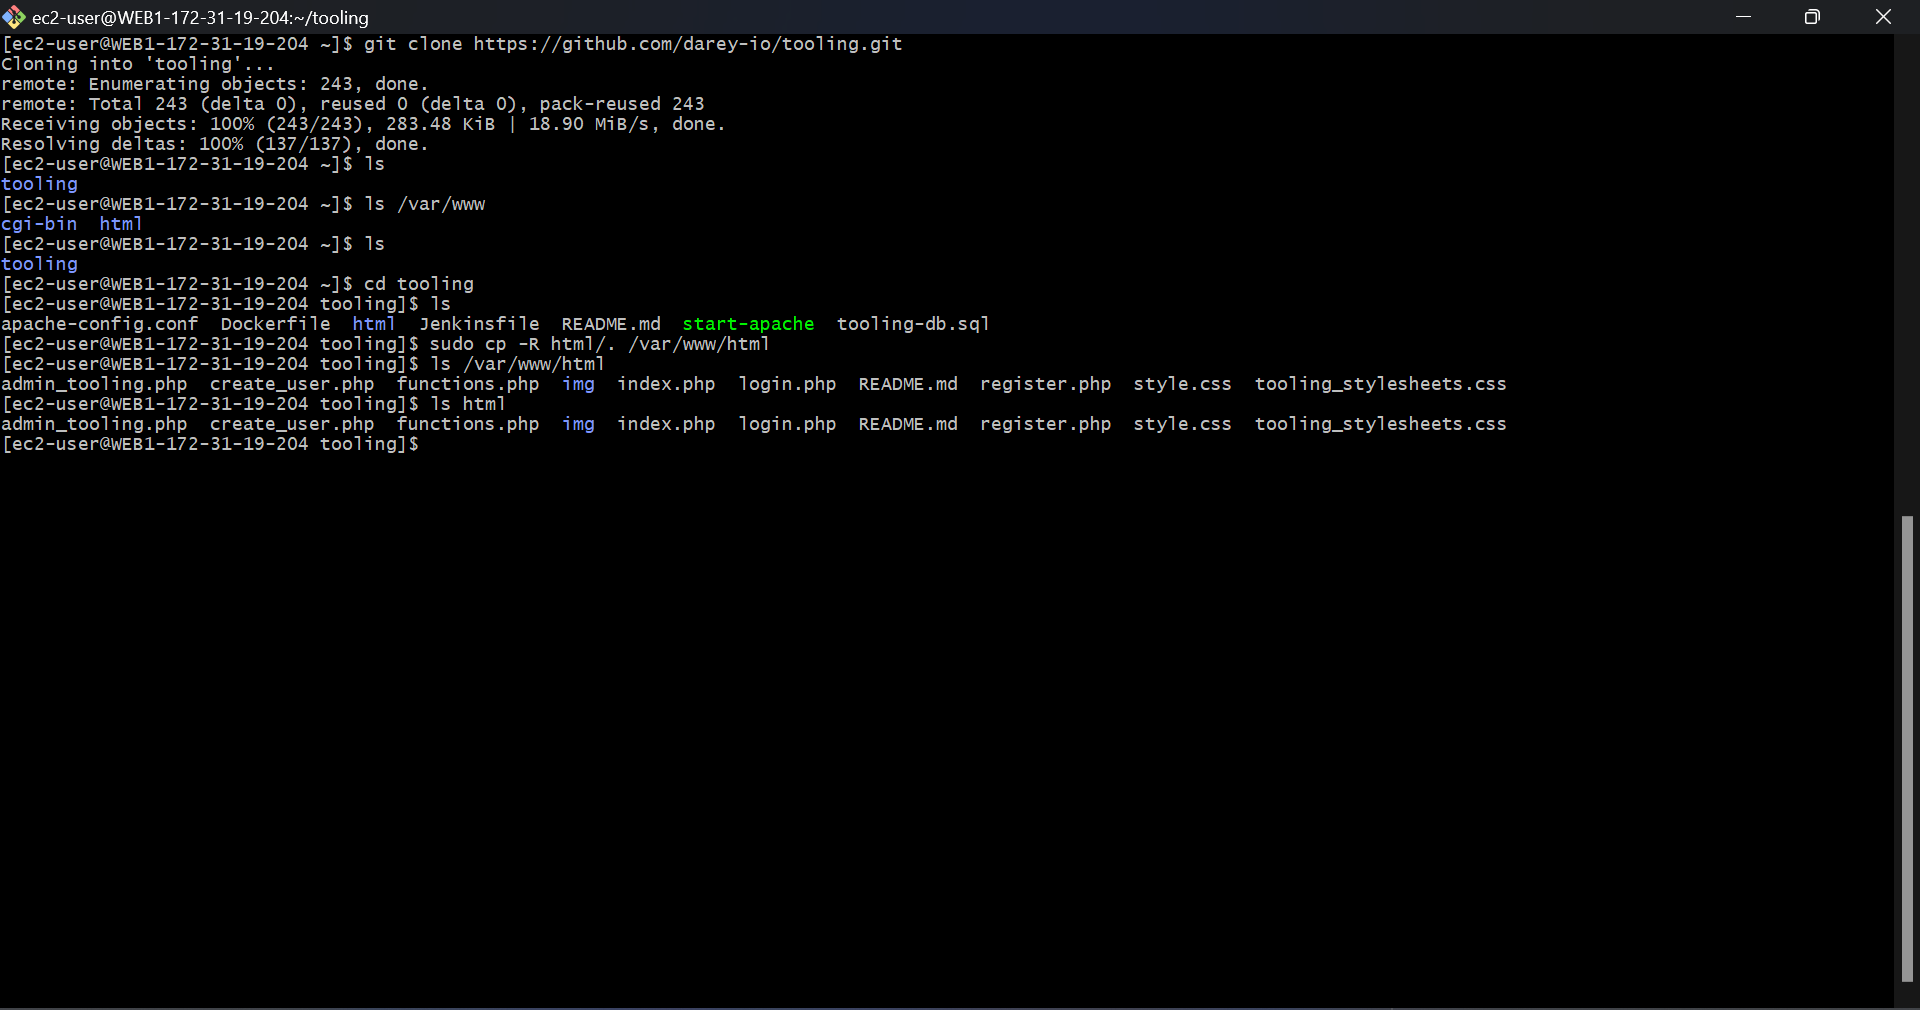 ec2-user@WEB1-172-31-19-204:~/tooling
[ec2-user@WEB1-172-31-19-204 ~]$ git clone https://github.com/darey-io/tooling.git
Cloning into 'tooling'...
remote: Enumerating objects: 243, done.
remote: Total 243 (delta 0), reused 0 (delta 0), pack-reused 243
Receiving objects: 100% (243/243), 283.48 KiB | 18.90 MiB/s, done.
Resolving deltas: 100% (137/137), done.
[ec2-user@WEB1-172-31-19-204 ~]$ ls
tooling
[ec2-user@WEB1-172-31-19-204 ~]$ ls /var/www
cgi-bin  html
[ec2-user@WEB1-172-31-19-204 ~]$ ls
tooling
[ec2-user@WEB1-172-31-19-204 ~]$ cd tooling
[ec2-user@WEB1-172-31-19-204 tooling]$ ls
apache-config.conf  Dockerfile  html  Jenkinsfile  README.md  start-apache  tooling-db.sql
[ec2-user@WEB1-172-31-19-204 tooling]$ sudo cp -R html/. /var/www/html
[ec2-user@WEB1-172-31-19-204 tooling]$ ls /var/www/html
admin_tooling.php  create_user.php  functions.php  img  index.php  login.php  README.md  register.php  style.css  tooling_stylesheets.css
[ec2-user@WEB1-172-31-19-204 tooling]$ ls html
admin_tooling.php  create_user.php  functions.php  img  index.php  login.php  README.md  register.php  style.css  tooling_stylesheets.css
[ec2-user@WEB1-172-31-19-204 tooling]$